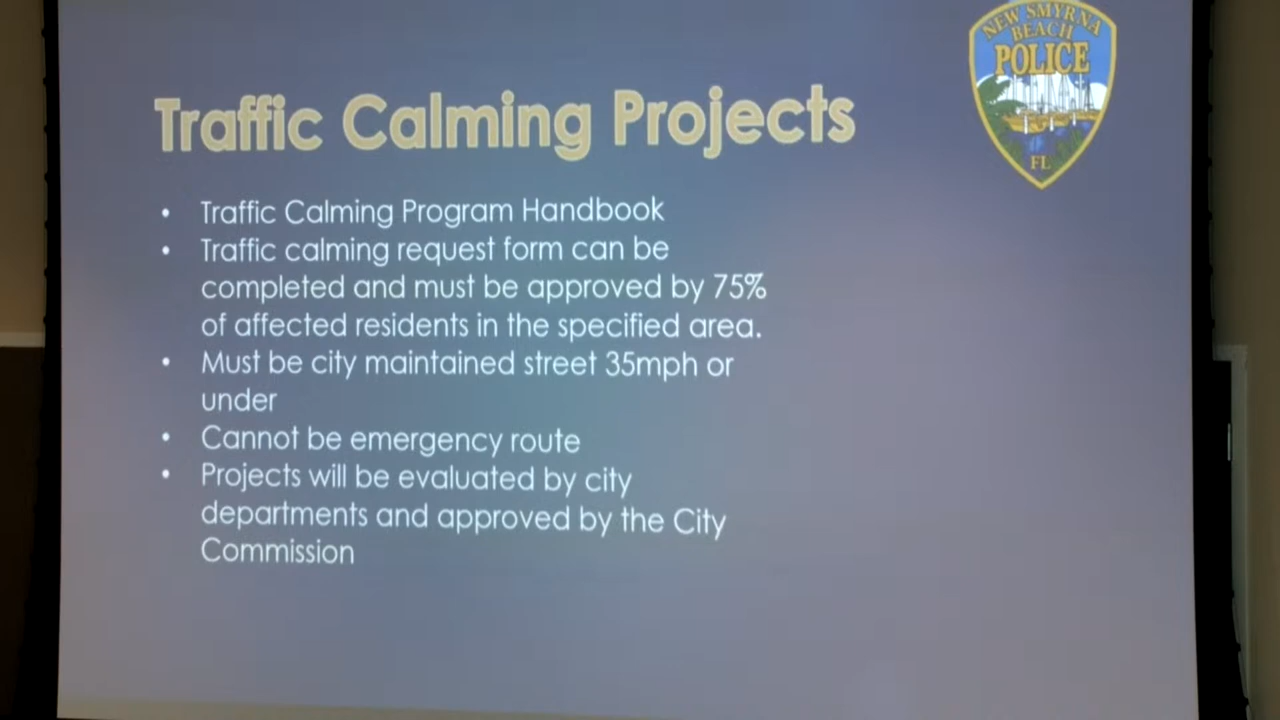 NEW SMYRNA
BEACH
POLICE
FL
Traffic Calming Projects
• Traffic Calming Program Handbook
• Traffic calming request form can be
completed and must be approved by 75%
of affected residents in the specified area.
• Must be city maintained street 35mph or
under
• Cannot be emergency route
• Projects will be evaluated by city
departments and approved by the City
Commission